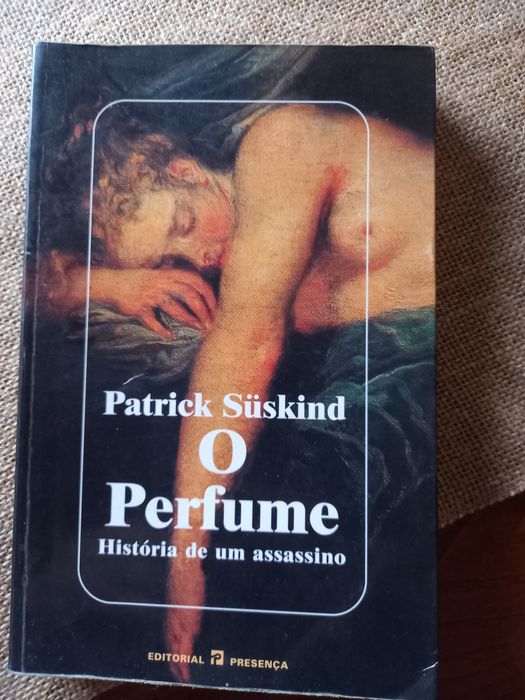 Patrick Süskind
O
Perfume
História de um assassino
EDITORIAL P PRESENÇA